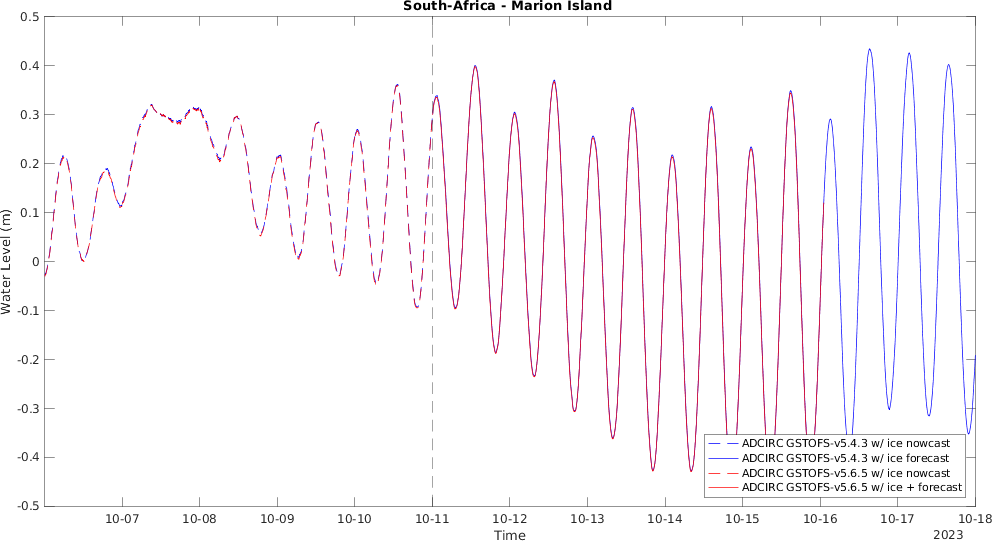 South-Africa - Marion Island
0.5
0.4
0.3
0.2
0.1
0
-0.1
-0.2
-0.3
-0.4
-0.5
Water Level (m)
ADCIRC GSTOFS-v5.4.3 w/ ice nowcast
ADCIRC GSTOFS-v5.4.3 w/ ice forecast
ADCIRC GSTOFS-v5.6.5 w/ ice nowcast
ADCIRC GSTOFS-v5.6.5 w/ ice + forecast
10-07 10-08 10-09 10-10 10-11 10-12 10-13 10-14 10-15 10-16 10-17 10-18
Time
2023